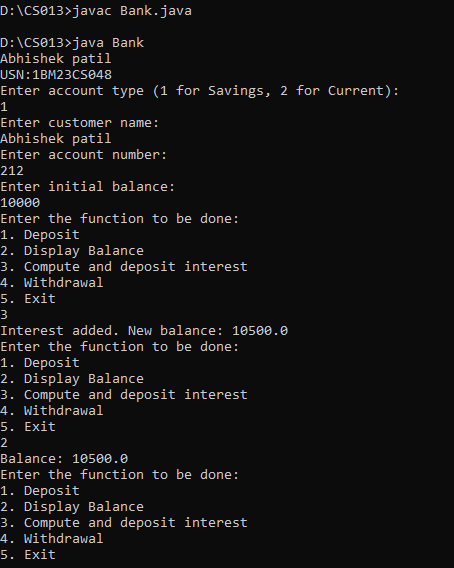 D:\CS013>javac Bank.java
D:\CS013>java Bank
Abhishek patil
USN:1BM23CS048
Enter account type (1 for Savings, 2 for Current):
1
Enter customer name:
Abhishek patil
Enter account number:
212
Enter initial balance:
10000
Enter the function to be done:
1. Deposit
2. Display Balance
3. Compute and deposit interest
4. Withdrawal
5. Exit
3
Interest added. New balance: 10500.0
Enter the function to be done:
1. Deposit
2. Display Balance
3. Compute and deposit interest
4. Withdrawal
5. Exit
2
Balance: 10500.0
Enter the function to be done:
1. Deposit
2. Display Balance
3. Compute and deposit interest
4. Withdrawal
5. Exit